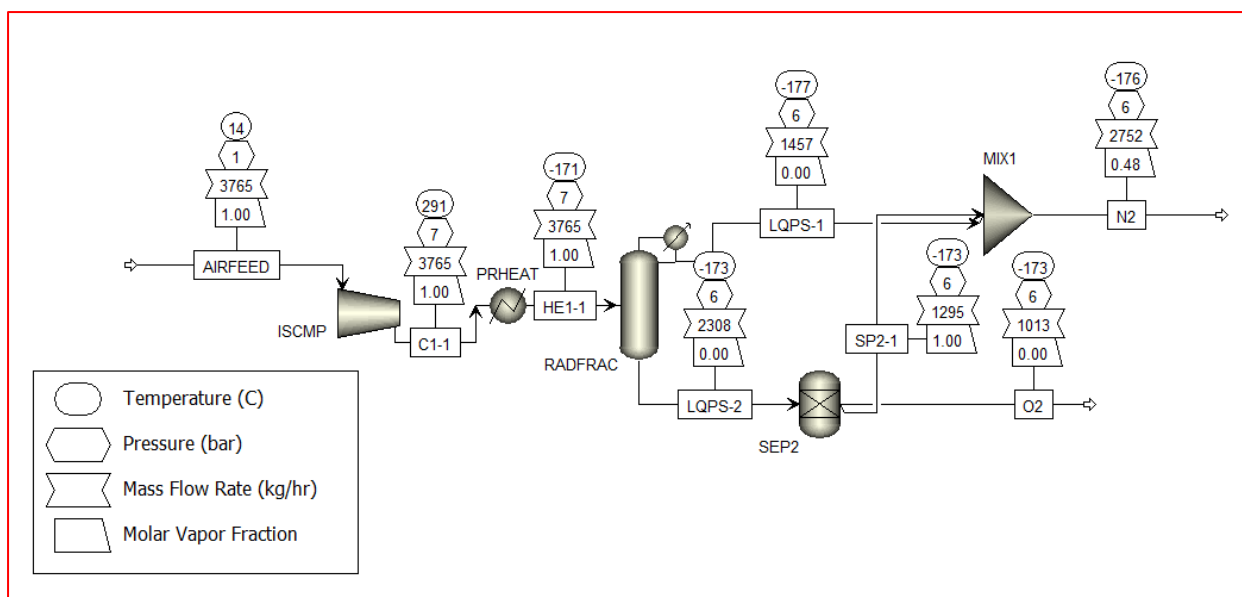 14
1
3765
1.00
AIRFEED
ISCMP
291
7
3765
1.00
C1-1
PRHEAT
-171
7
3765
1.00
HE1-1
RADFRAC
-177
6
1457
0.00
LQPS-1
-173
6
2308
0.00
LQPS-2
SEP2
MIX1
-173
6
1295
1.00
SP2-1
-176
6
2752
0.48
N2
-173
6
1013
0.00
O2
Temperature (C)
Pressure (bar)
Mass Flow Rate (kg/hr)
Molar Vapor Fraction